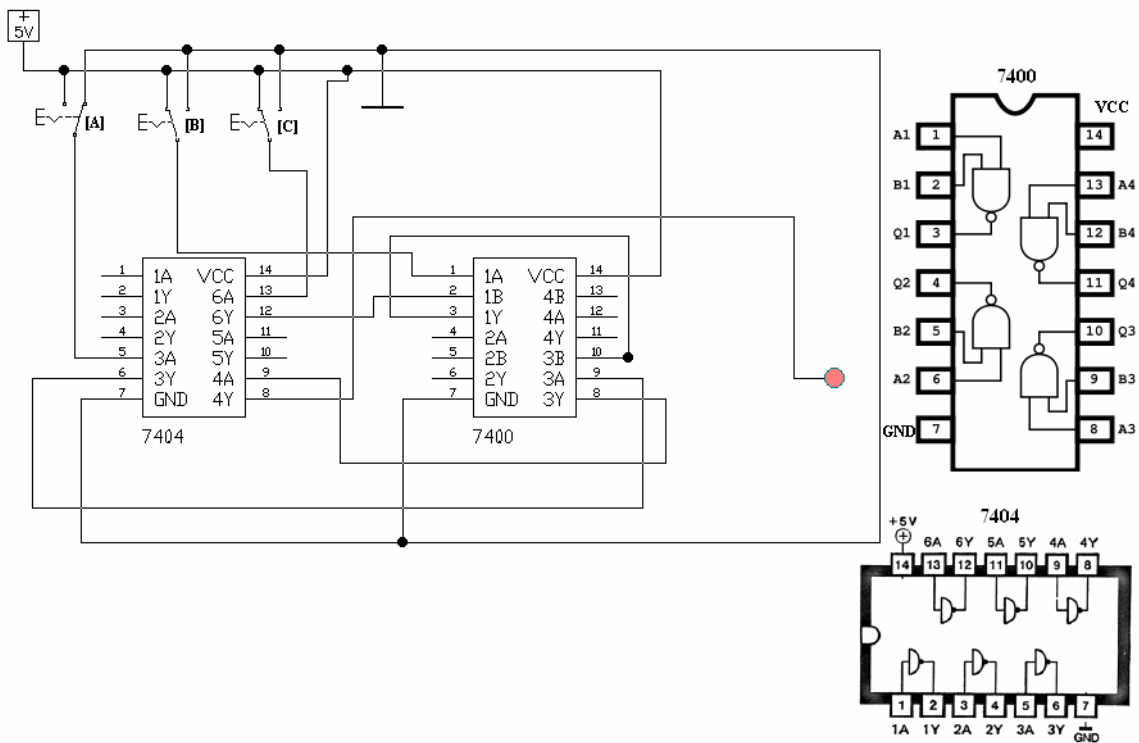 +
5V
[A]
[B]
[C]
1 1A VCC 14
2 1Y 6A 13
3 2A 6Y 12
4 2Y 5A 11
5 3A 5Y 10
6 3Y 4A 9
7 GND 4Y 8
7404
1 1A VCC 14
2 1B 4B 13
3 1Y 4A 12
4 2A 4Y 11
5 2B 3B 10
6 2Y 3A 9
7 GND 3Y 8
7400
7400
VCC
A1 1 14
B1 2 13 A4
Q1 3 12 B4
Q2 4 11 Q4
B2 5 10 Q3
A2 6 9 B3
GND 7 8 A3
7404
+5V
+
6A 6Y 5A 5Y 4A 4Y
14 13 12 11 10 9 8
1 2 3 4 5 6 7
1A 1Y 2A 2Y 3A 3Y GND